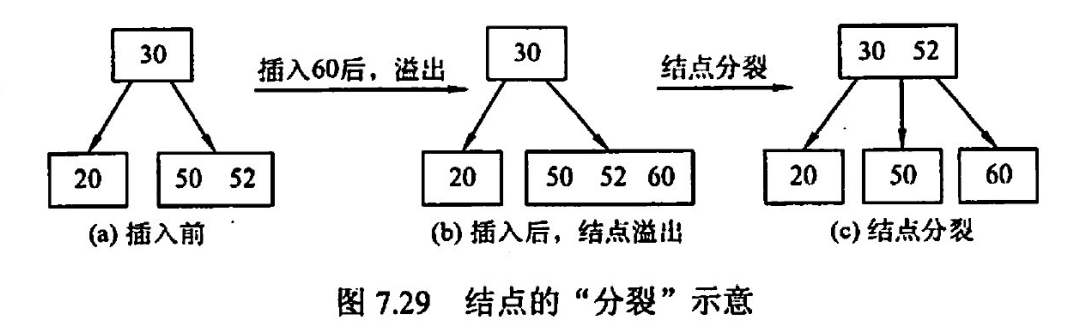 30
插入60后，溢出
30
结点分裂
30 52
20
50 52
20
50 52 60
20
50
60
(a) 插入前
(b) 插入后，结点溢出
(c) 结点分裂
图 7.29 结点的“分裂”示意